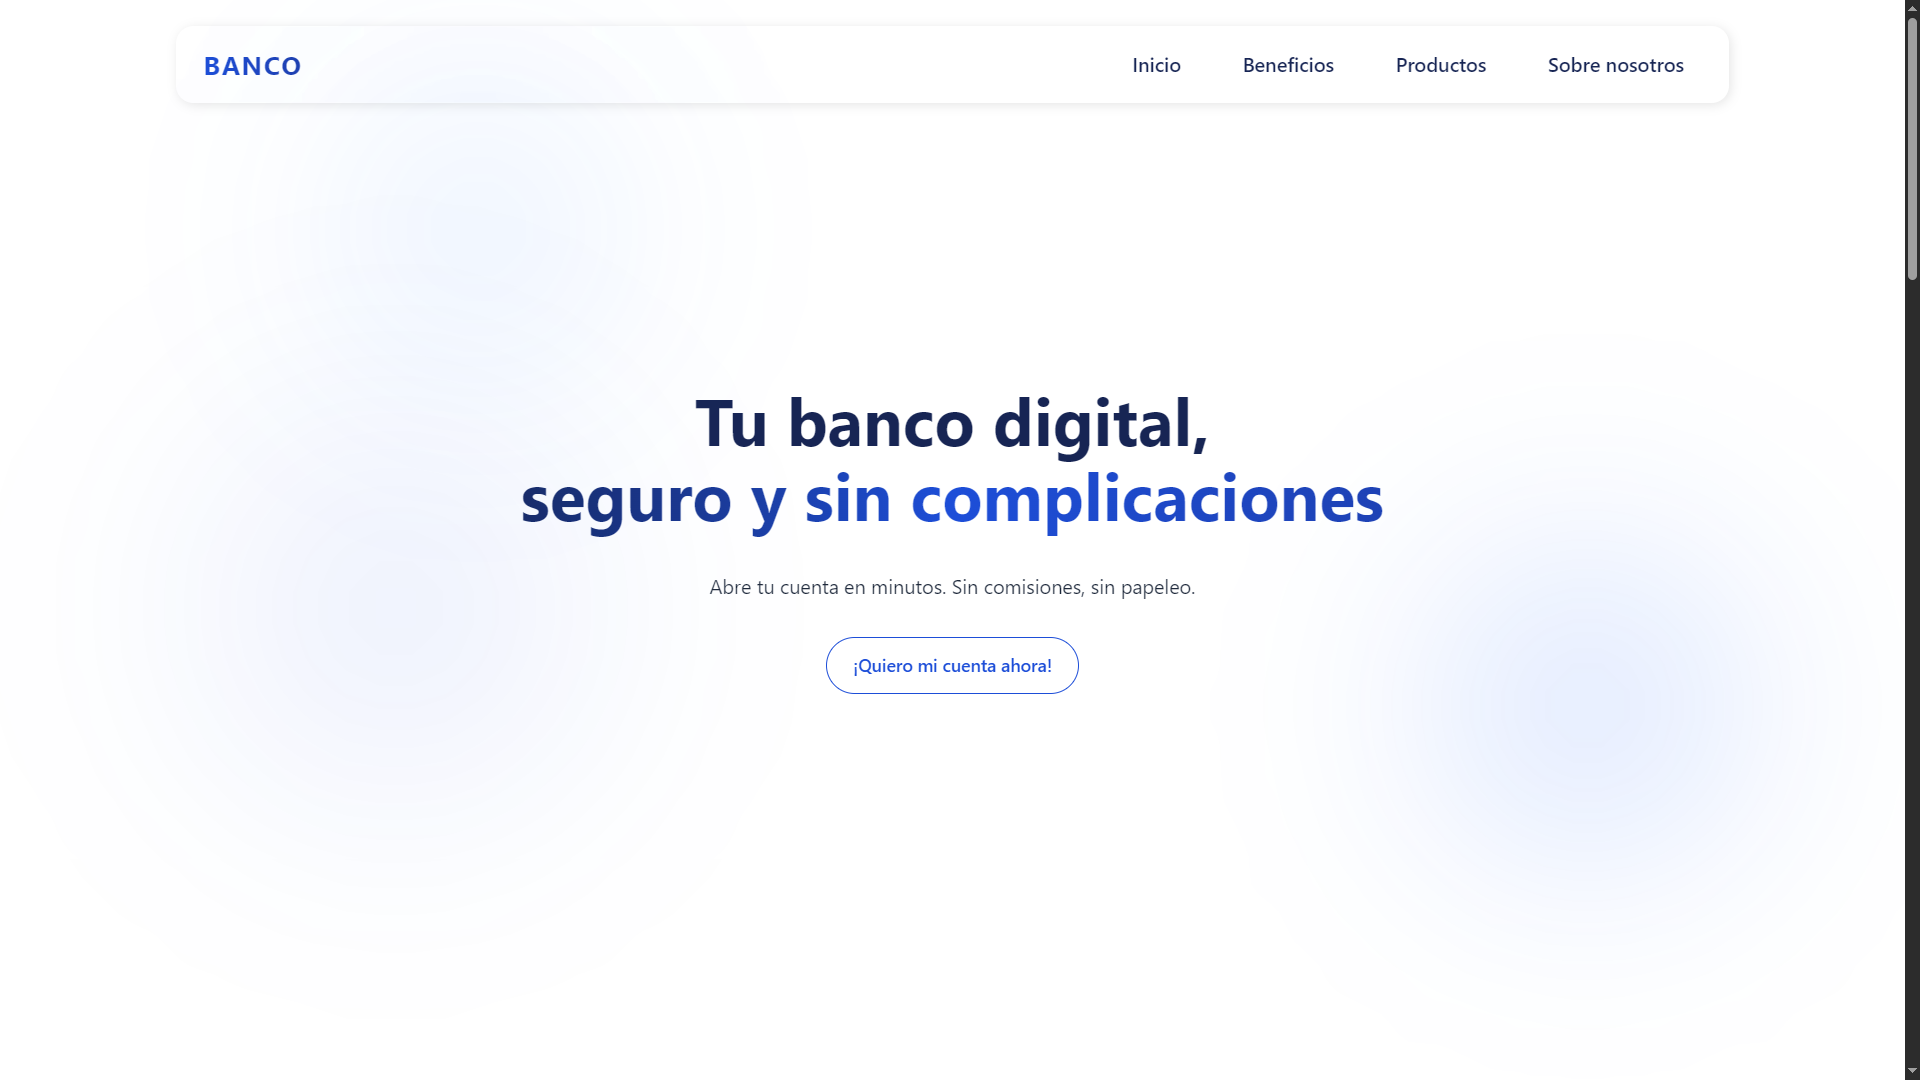 BANCO
Inicio
Beneficios
Productos
Sobre nosotros
Tu banco digital,
seguro y sin complicaciones
Abre tu cuenta en minutos. Sin comisiones, sin papeleo.
¡Quiero mi cuenta ahora!